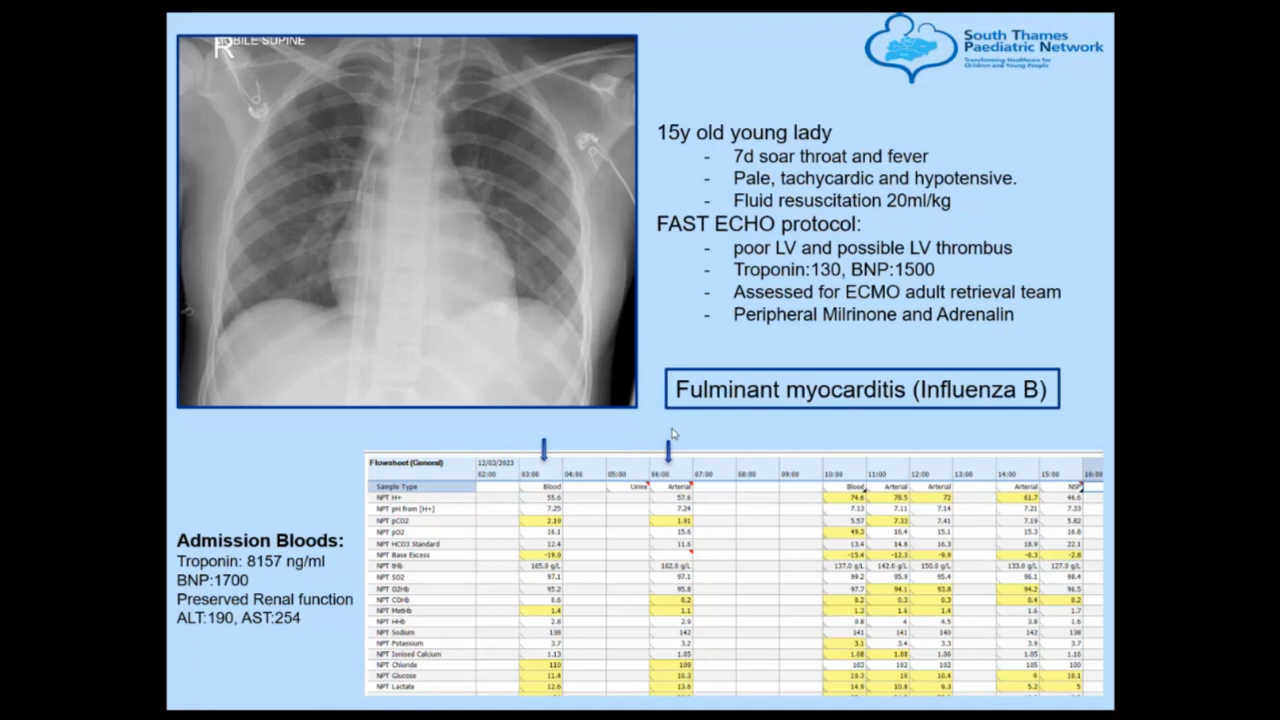 MOBILE SUPINE
R
South Thames
Paediatric Network
Transforming Healthcare for
Children and Young People
15y old young lady
- 7d soar throat and fever
- Pale, tachycardic and hypotensive.
- Fluid resuscitation 20ml/kg
FAST ECHO protocol:
- poor LV and possible LV thrombus
- Troponin:130, BNP:1500
- Assessed for ECMO adult retrieval team
- Peripheral Milrinone and Adrenalin
Fulminant myocarditis (Influenza B)
Admission Bloods:
Troponin: 8157 ng/ml
BNP:1700
Preserved Renal function
ALT:190, AST:254
Flowsheet (General) 12/03/2023
02:00 03:00 04:00 05:00 06:00 07:00 08:00 09:00 10:00 11:00 12:00 13:00 14:00 15:00 16:00
Sample Type Blood Urine Arterial Blood Arterial Arterial Arterial
NPT H+ 55.6 57.6 74.6 78.5 72 61.7 46.6
NPT pH from [H+] 7.25 7.24 7.13 7.11 7.14 7.21 7.33
NPT pCO2 2.19 1.91 5.57 7.33 7.41 7.19 5.82
NPT pO2 16.1 15.6 49.3 16.4 15.1 15.3 16.8
NPT HCO3 Standard 12.4 11.6 13.4 14.8 16.3 18.9 22.1
NPT Base Excess -19.9 -15.4 -12.3 -9.9 -6.3 -2.8
NPT tHb 165.0 g/L 162.0 g/L 137.0 g/L 142.0 g/L 150.0 g/L 133.0 g/L 127.0 g/L
NPT SO2 97.1 97.1 99.2 95.9 95.4 96.1 98.4
NPT O2Hb 95.2 95.8 97.7 94.1 93.8 94.2 96.5
NPT COHb 0.2 0.2 0.3 0.3 0.4 0.2
NPT MetHb 1.4 1.1 1.3 1.6 1.4 1.6 1.7
NPT HHb 2.8 2.9 0.8 4 4.5 3.8 1.6
NPT Sodium 138 142 141 141 140 142 138
NPT Potassium 3.7 3.2 3.1 3.4 3.3 3.9 3.7
NPT Ionised Calcium 1.13 1.05 1.08 1.08 1.06 1.05 1.16
NPT Chloride 110 109 103 102 102 105 100
NPT Glucose 11.4 10.3 10 10.4 9 10.1
NPT Lactate 12.6 13.6 14.9 10.8 9.3 5.2 5